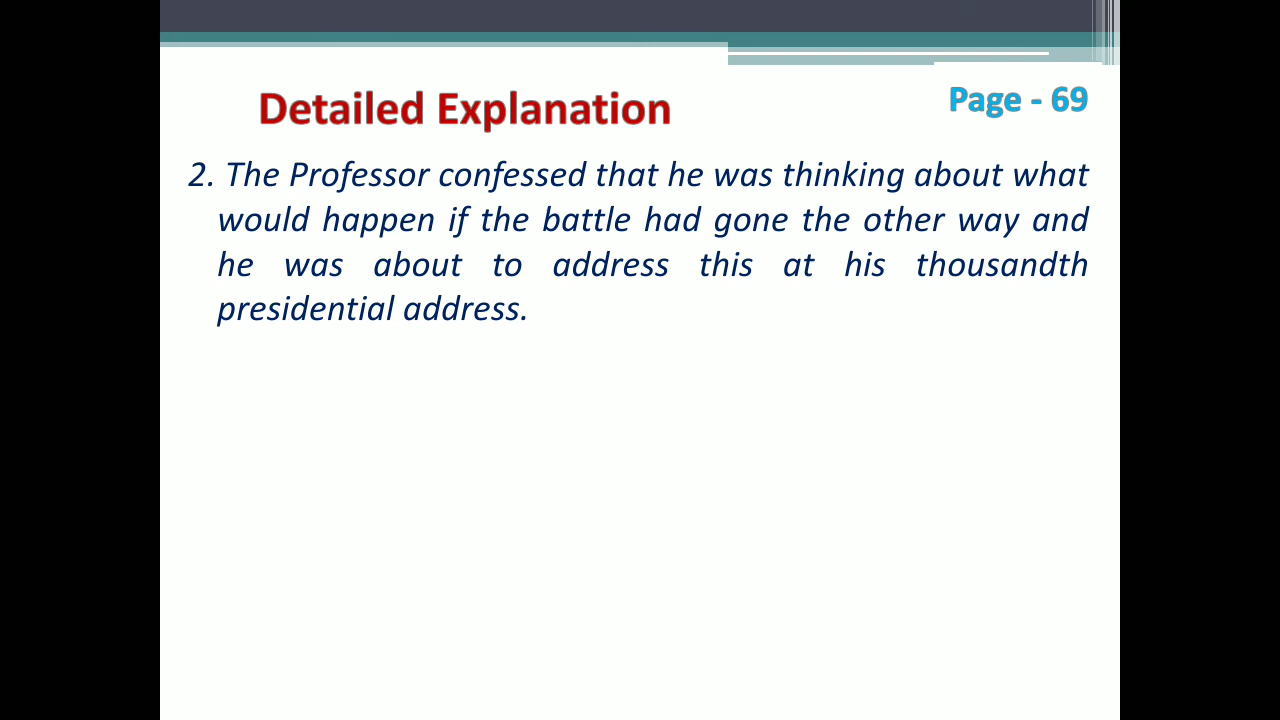 Detailed Explanation
Page - 69
2. The Professor confessed that he was thinking about what
would happen if the battle had gone the other way and
he was about to address this at his thousandth
presidential address.